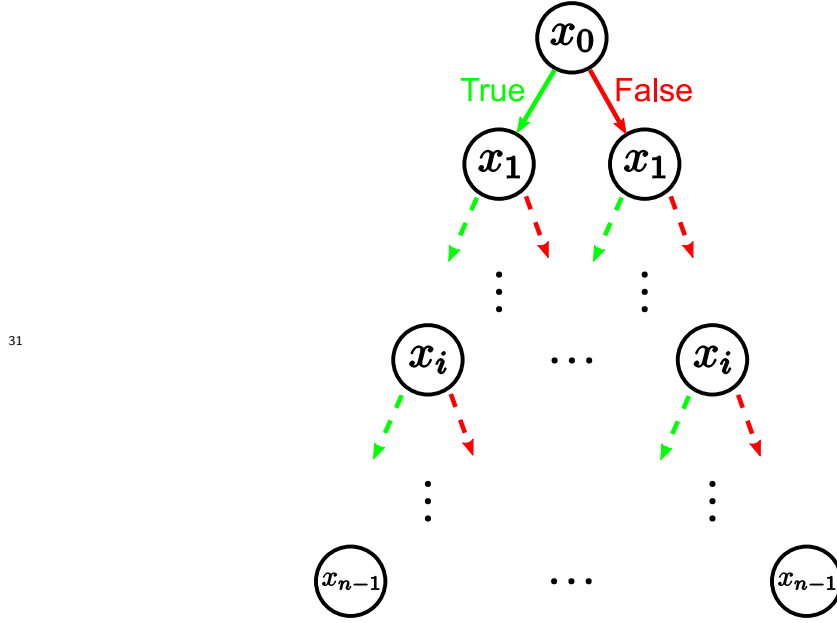 x₀
True False
x₁ x₁
⋮ ⋮
31
xᵢ ⋯ xᵢ
⋮ ⋮
xₙ₋₁ ⋯ xₙ₋₁